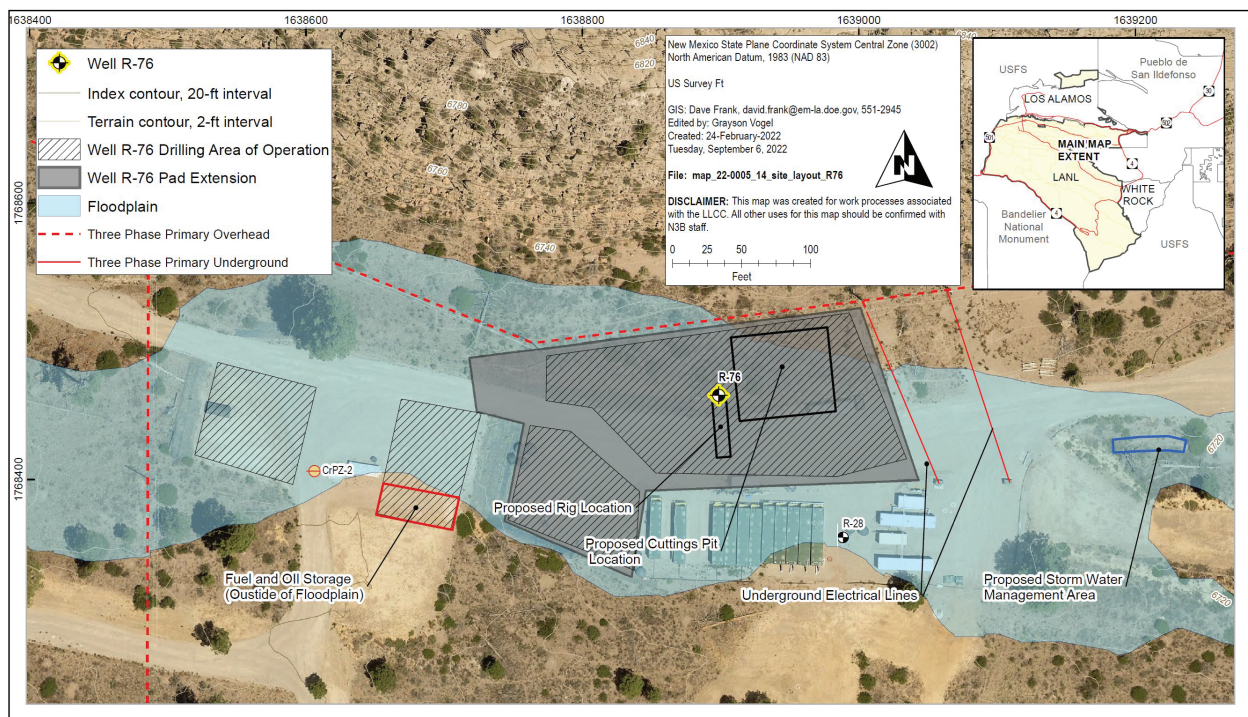 1638400
1638600
1638800
1639000
1639200
Well R-76
Index contour, 20-ft interval
Terrain contour, 2-ft interval
Well R-76 Drilling Area of Operation
Well R-76 Pad Extension
Floodplain
Three Phase Primary Overhead
Three Phase Primary Underground
New Mexico State Plane Coordinate System Central Zone (3002)
North American Datum, 1983 (NAD 83)
US Survey Ft
GIS: Dave Frank, david.frank@em-la.doe.gov, 551-2945
Edited by: Grayson Vogel
Created: 24-February-2022
Tuesday, September 6, 2022
File: map_22-0005_14_site_layout_R76
N
DISCLAIMER: This map was created for work processes associated
with the LLCC. All other uses for this map should be confirmed with
N3B staff.
0 25 50 100
Feet
USFS
Pueblo de
San Ildefonso
LOS ALAMOS
30
502
501
MAIN MAP
EXTENT
4
LANL
WHITE
ROCK
4
Bandelier
National
Monument
USFS
6840
6820
6840
6780
6760
6740
1768600
1768400
R-76
CrPZ-2
6720
Proposed Rig Location
R-28
Proposed Cuttings Pit
Location
Fuel and OIl Storage
(Oustide of Floodplain)
Underground Electrical Lines
Proposed Storm Water
Management Area
6720